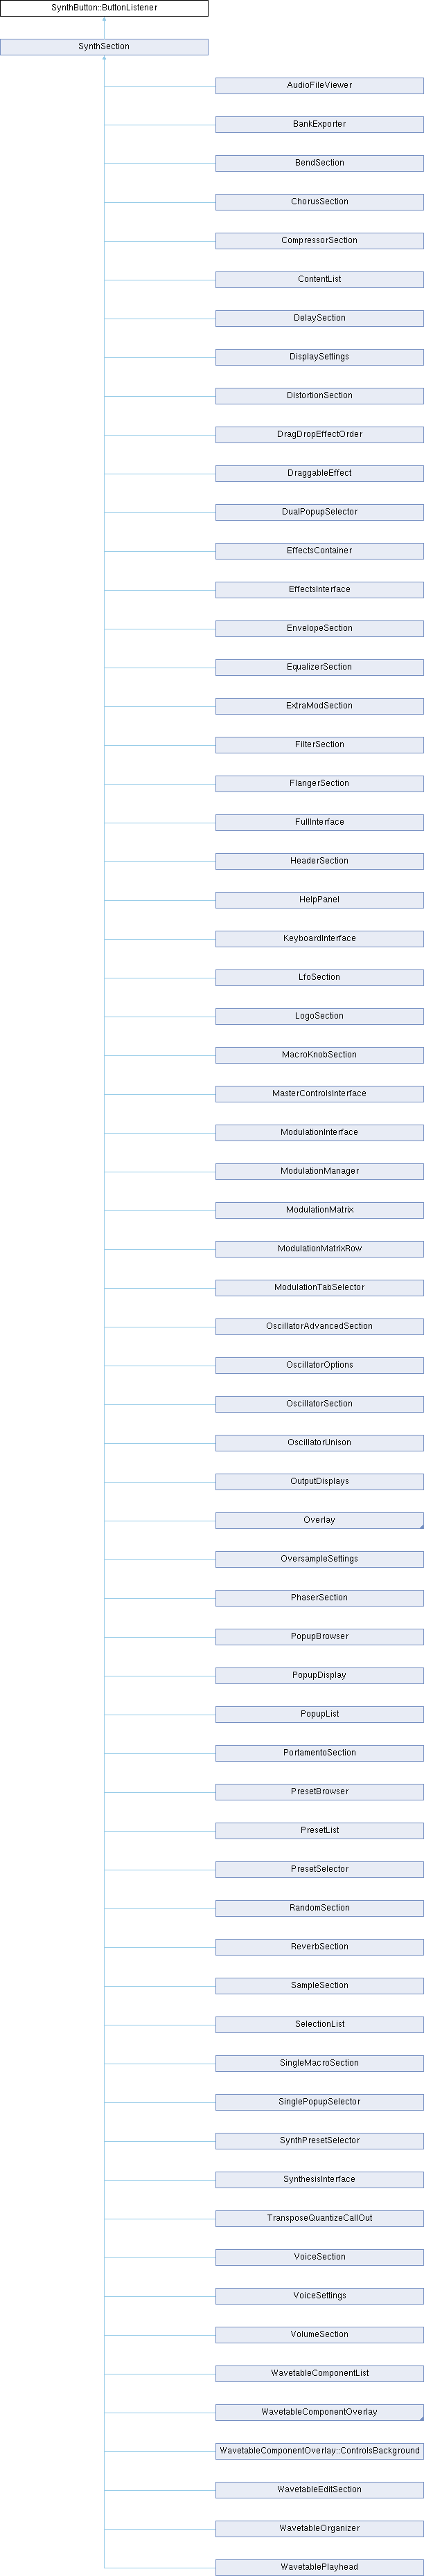 SynthButton::ButtonListener
SynthSection
AudioFileViewer
BankExporter
BendSection
ChorusSection
CompressorSection
ContentList
DelaySection
DisplaySettings
DistortionSection
DragDropEffectOrder
DraggableEffect
DualPopupSelector
EffectsContainer
EffectsInterface
EnvelopeSection
EqualizerSection
ExtraModSection
FilterSection
FlangerSection
FullInterface
HeaderSection
HelpPanel
KeyboardInterface
LfoSection
LogoSection
MacroKnobSection
MasterControlsInterface
ModulationInterface
ModulationManager
ModulationMatrix
ModulationMatrixRow
ModulationTabSelector
OscillatorAdvancedSection
OscillatorOptions
OscillatorSection
OscillatorUnison
OutputDisplays
Overlay
OversampleSettings
PhaserSection
PopupBrowser
PopupDisplay
PopupList
PortamentoSection
PresetBrowser
PresetList
PresetSelector
RandomSection
ReverbSection
SampleSection
SelectionList
SingleMacroSection
SinglePopupSelector
SynthPresetSelector
SynthesisInterface
TransposeQuantizeCallOut
VoiceSection
VoiceSettings
VolumeSection
WavetableComponentList
WavetableComponentOverlay
WavetableComponentOverlay::ControlsBackground
WavetableEditSection
WavetableOrganizer
WavetablePlayhead